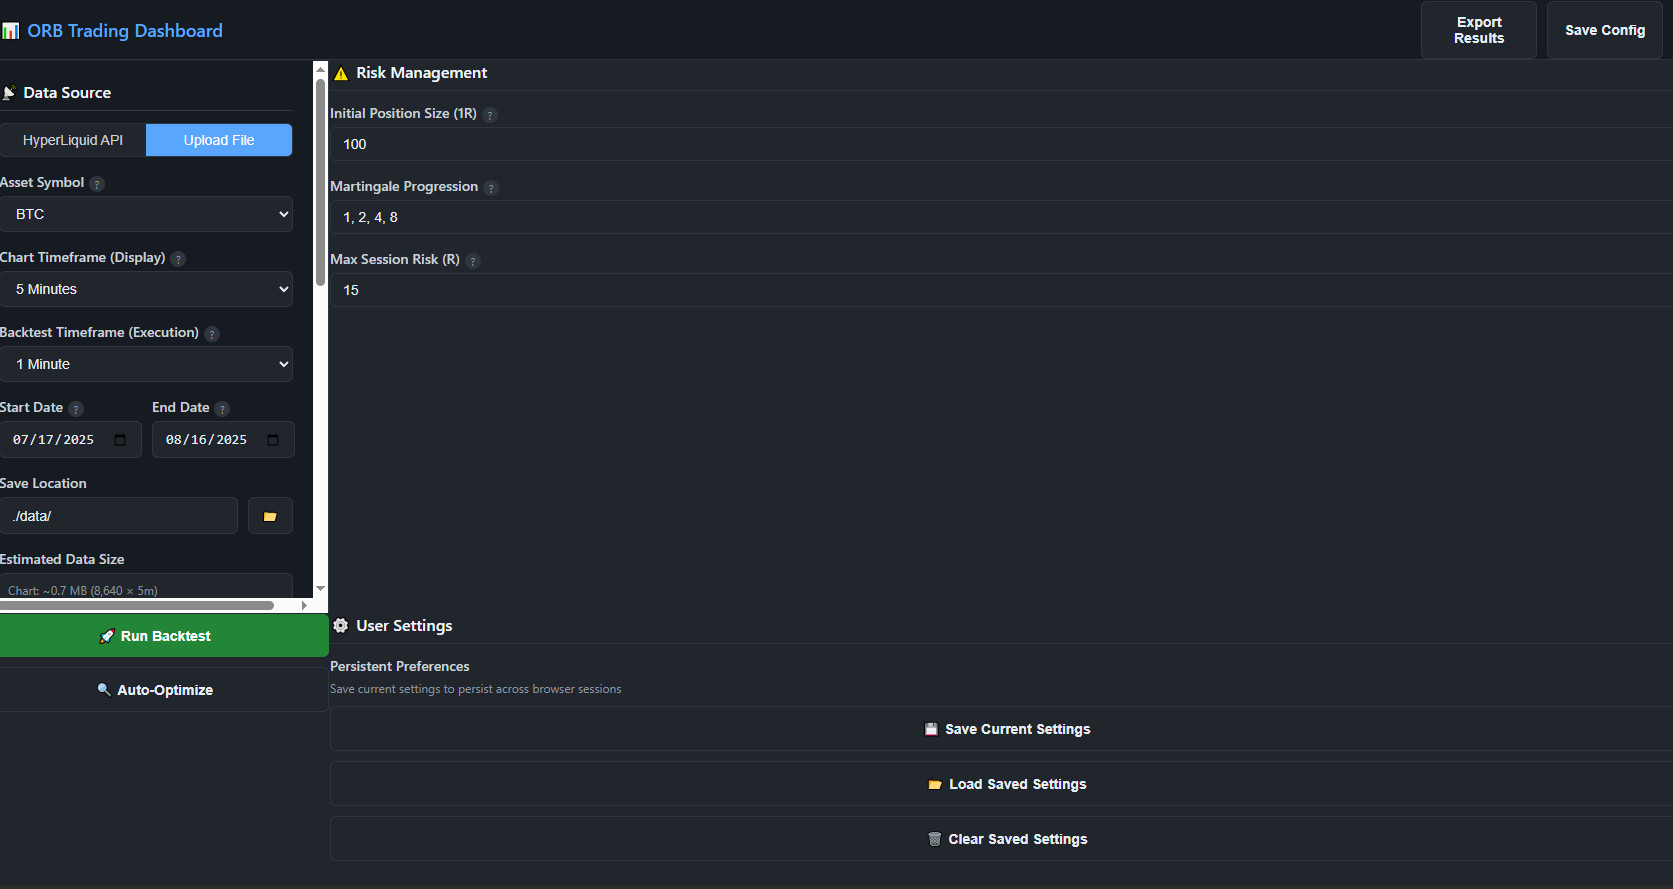 ORB Trading Dashboard
Export
Results
Save Config
Data Source
HyperLiquid API
Upload File
Asset Symbol ?
BTC
Chart Timeframe (Display) ?
5 Minutes
Backtest Timeframe (Execution) ?
1 Minute
Start Date ?
End Date ?
07/17/2025
08/16/2025
Save Location
./data/
Estimated Data Size
Chart: ~0.7 MB (8,640 × 5m)
Run Backtest
Auto-Optimize
Risk Management
Initial Position Size (1R) ?
100
Martingale Progression ?
1, 2, 4, 8
Max Session Risk (R) ?
15
User Settings
Persistent Preferences
Save current settings to persist across browser sessions
Save Current Settings
Load Saved Settings
Clear Saved Settings